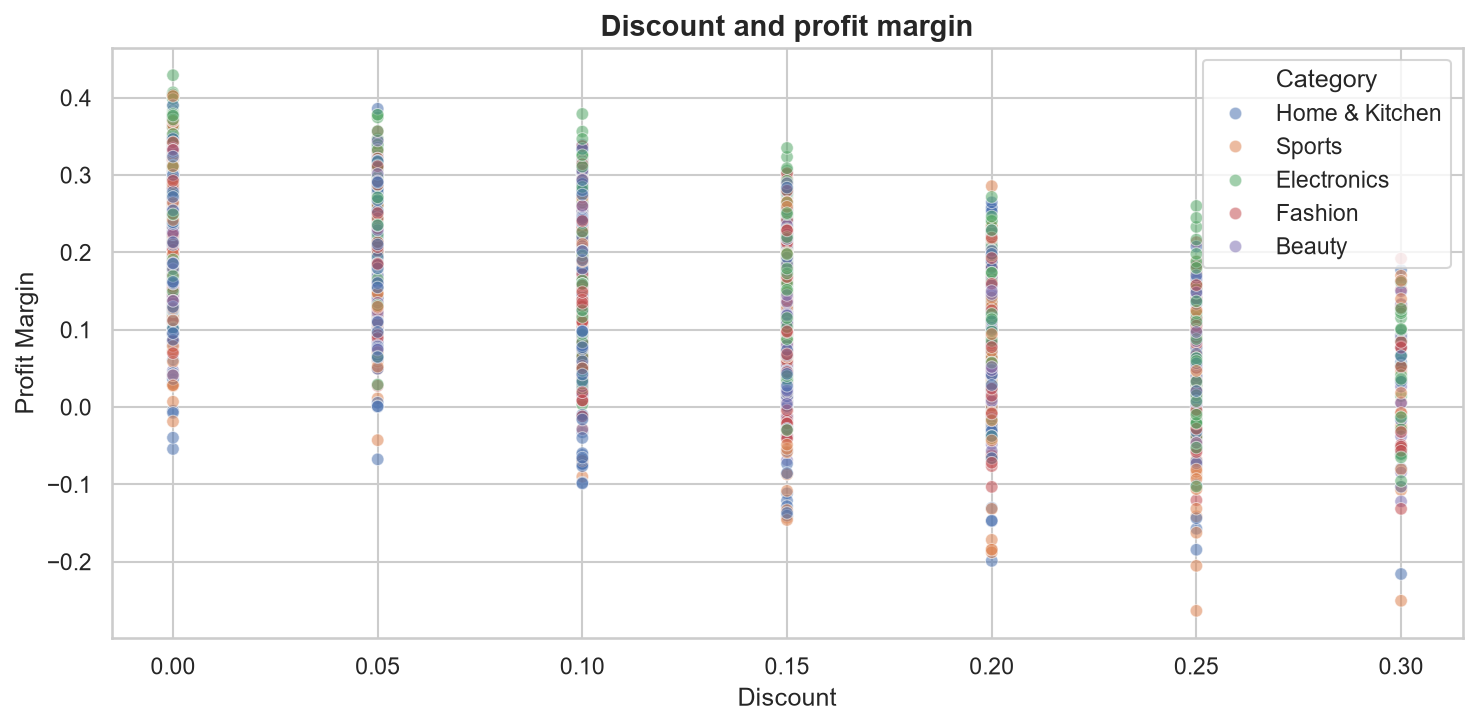 Discount and profit margin
Category
Home & Kitchen
Sports
Electronics
Fashion
Beauty
Profit Margin
0.4
0.3
0.2
0.1
0.0
−0.1
−0.2
0.00 0.05 0.10 0.15 0.20 0.25 0.30
Discount